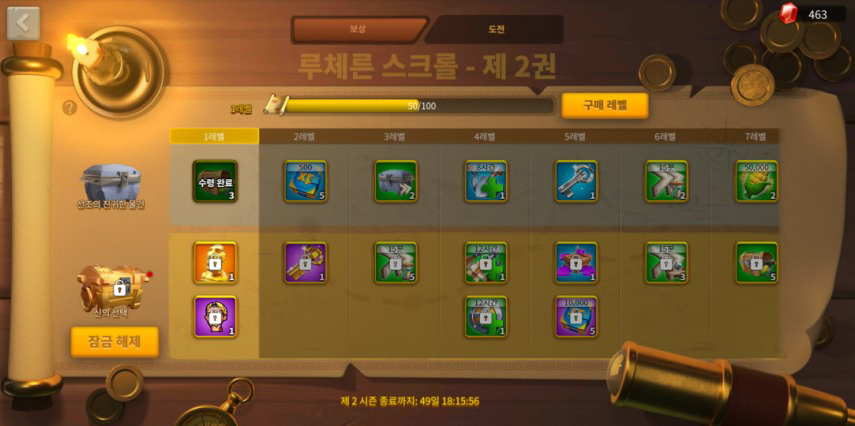 463
보상
도전
루체른 스크롤 - 제 2권
?
1레벨
50/100
구매 레벨
1레벨
2레벨
3레벨
4레벨
5레벨
6레벨
7레벨
선조의 진귀한 물건
수령 완료
3
500
5
2
8시간
1
1
15분
2
50,000
2
신의 선택
1
1
15분
5
12시간
1
1
15분
3
5
1
12시간
1
10,000
5
잠금 해제
제 2 시즌 종료까지: 49일 18:15:56